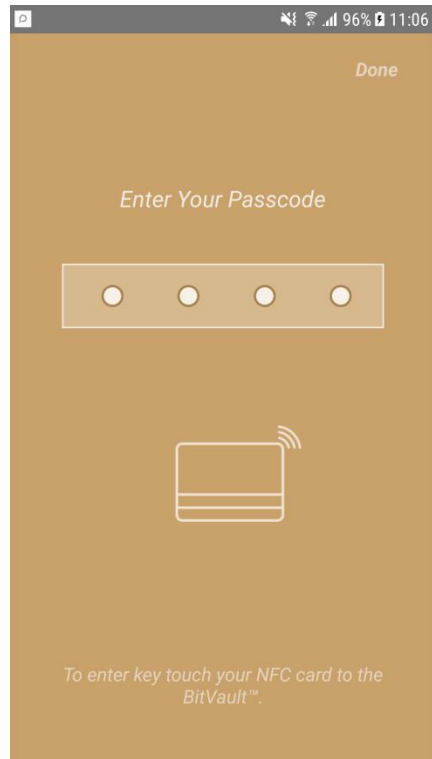 96% 11:06
Done
Enter Your Passcode
To enter key touch your NFC card to the
BitVault™.